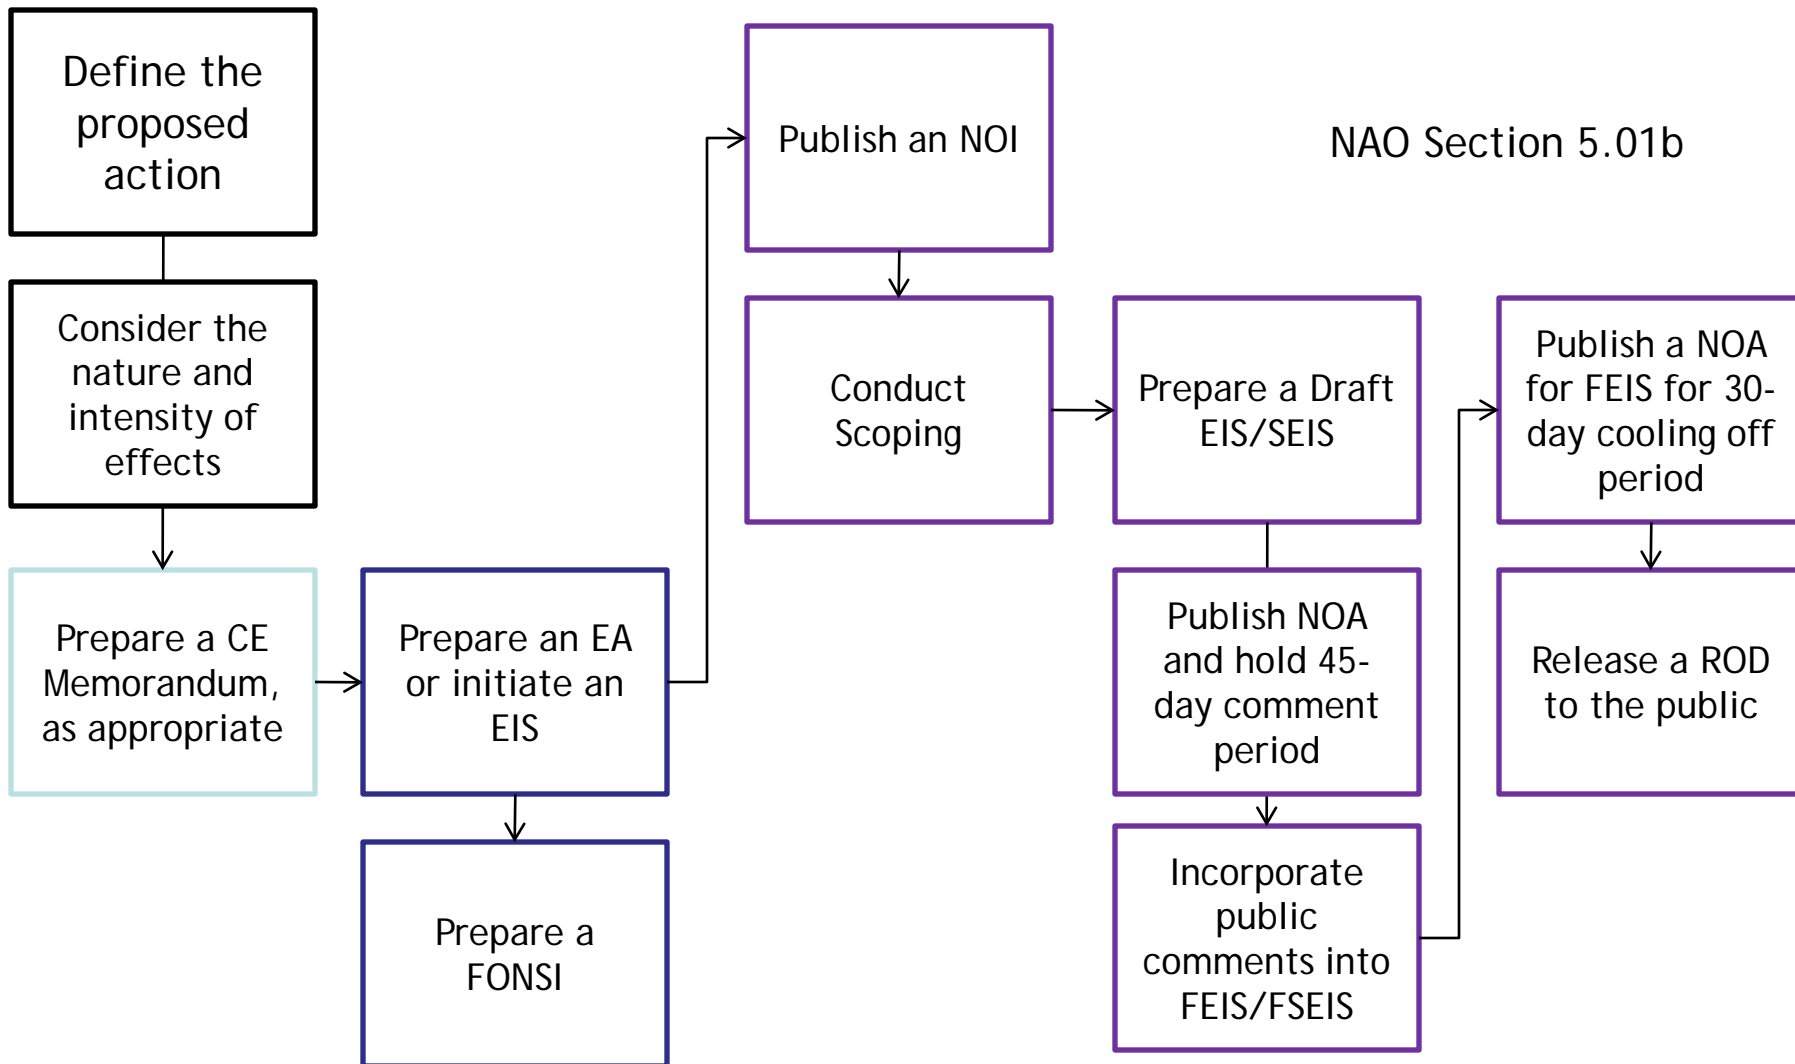 Define the
proposed
action
Consider the
nature and
intensity of
effects
Prepare a CE
Memorandum,
as appropriate
Prepare an EA
or initiate an
EIS
Prepare a
FONSI
Publish an NOI
NAO Section 5.01b
Conduct
Scoping
Prepare a Draft
EIS/SEIS
Publish NOA
and hold 45-
day comment
period
Incorporate
public
comments into
FEIS/FSEIS
Publish a NOA
for FEIS for 30-
day cooling off
period
Release a ROD
to the public